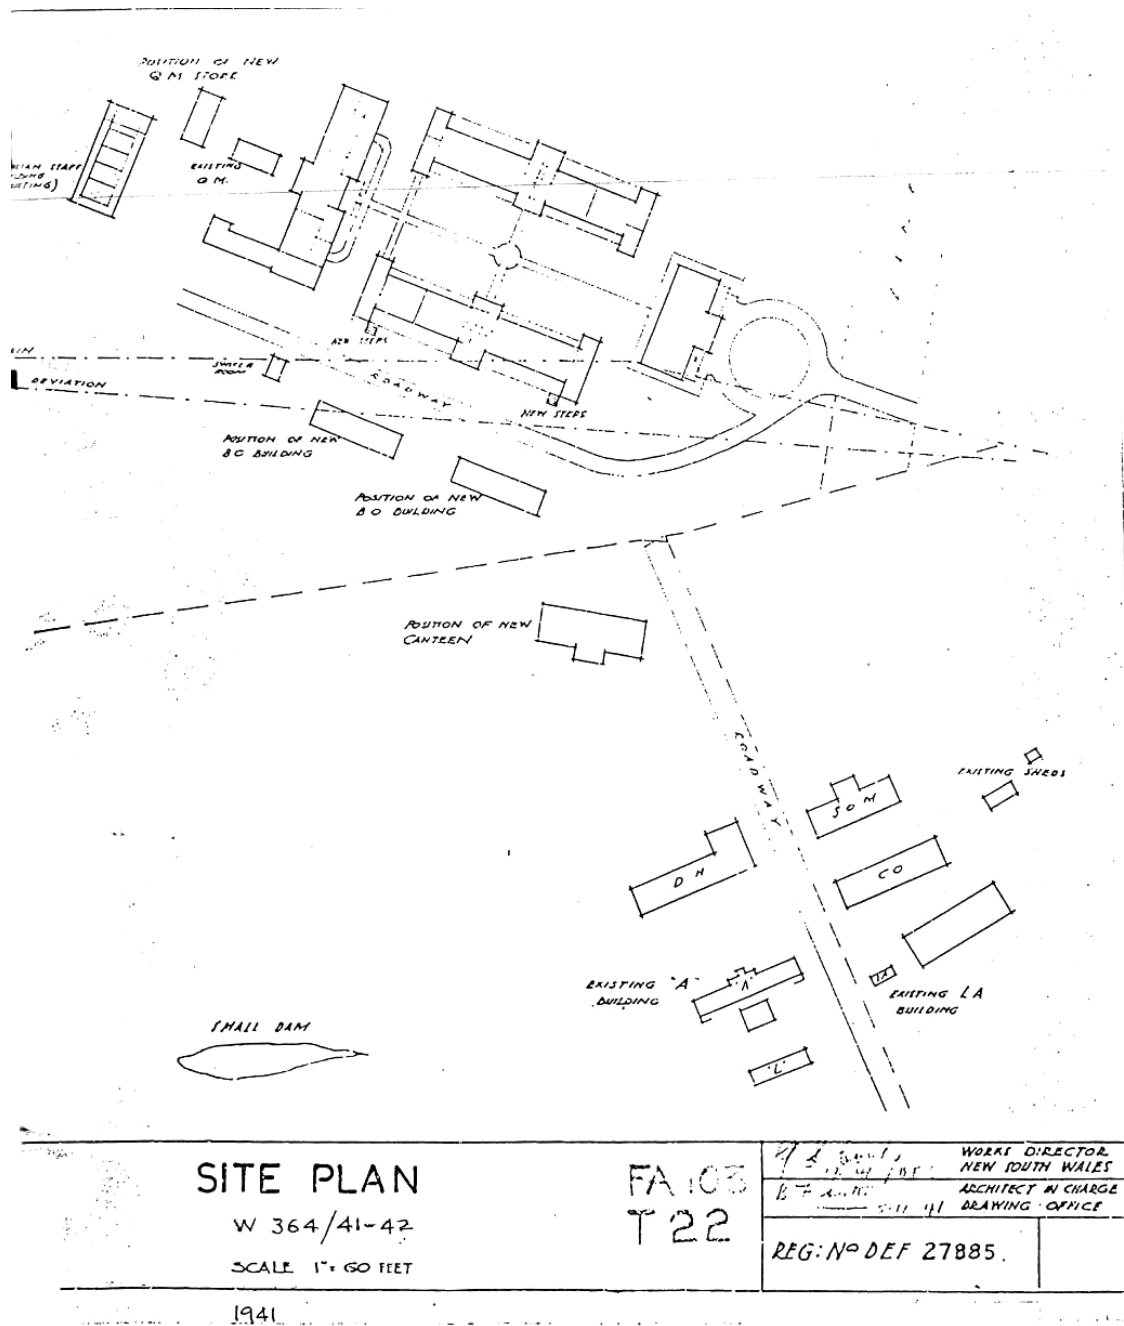 POSITION OF NEW
Q M STORE
STAFF
EXISTING
Q M.
NEW STEPS
ROOM
DEVIATION
ROADWAY
NEW STEPS
POSITION OF NEW
B O BUILDING
POSITION OF NEW
B O BUILDING
POSITION OF NEW
CANTEEN
ROADWAY
EXISTING SHEDS
S O M
D H
C O
EXISTING "A"
BUILDING
"A"
LA
EXISTING L A
BUILDING
"L"
SMALL DAM
SITE PLAN
W 364/41-42
SCALE 1"= 60 FEET
FA 103
T 22
WORKS DIRECTOR
NEW SOUTH WALES
ARCHITECT IN CHARGE
DRAWING OFFICE
REG: No DEF 27885.
1941